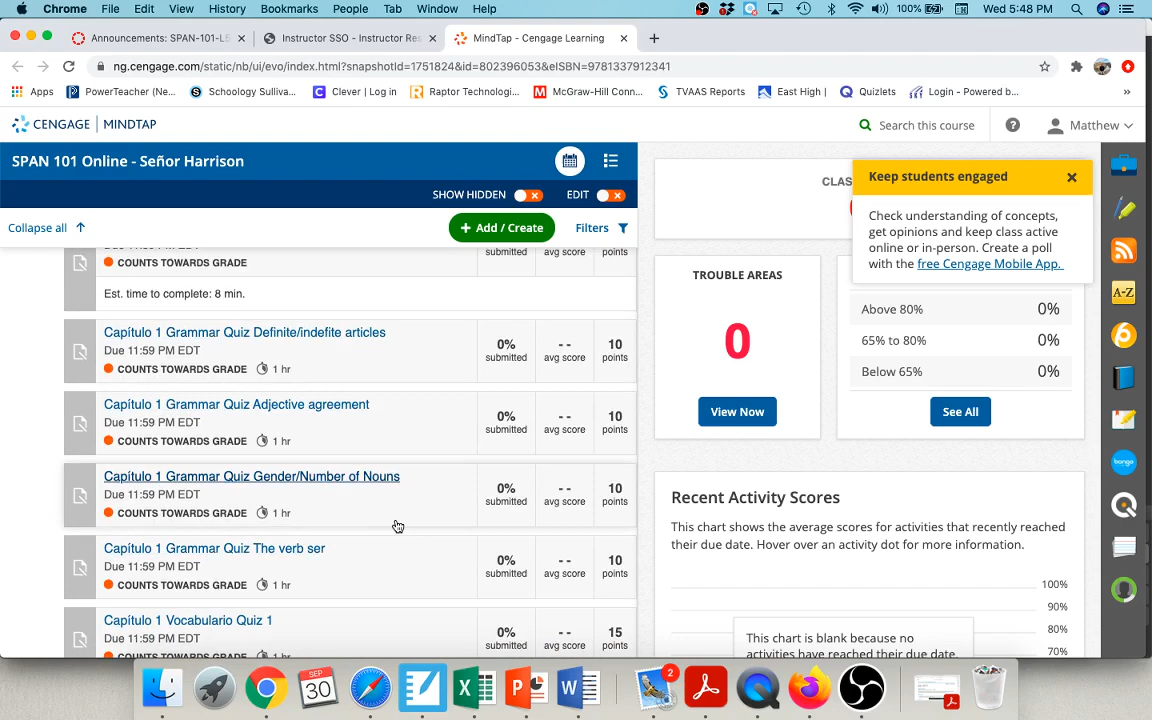 Chrome File Edit View History Bookmarks People Tab Window Help 100% Wed 5:48 PM
Announcements: SPAN-101-L Instructor SSO - Instructor Res MindTap - Cengage Learning
ng.cengage.com/static/nb/ui/evo/index.html?snapshotId=1751824&id=802396053&eISBN=9781337912341
Apps PowerTeacher (Ne... Schoology Sulliva... Clever | Log in Raptor Technologi... McGraw-Hill Conn... TVAAS Reports East High | Quizlets Login - Powered b... »
CENGAGE | MINDTAP
Search this course
Matthew
SPAN 101 Online - Señor Harrison
SHOW HIDDEN EDIT
Collapse all
+ Add / Create
Filters
COUNTS TOWARDS GRADE
submitted avg score points
Est. time to complete: 8 min.
Capítulo 1 Grammar Quiz Definite/indefite articles
Due 11:59 PM EDT
COUNTS TOWARDS GRADE 1 hr
0% submitted
-- avg score
10 points
Capítulo 1 Grammar Quiz Adjective agreement
Due 11:59 PM EDT
COUNTS TOWARDS GRADE 1 hr
0% submitted
-- avg score
10 points
Capítulo 1 Grammar Quiz Gender/Number of Nouns
Due 11:59 PM EDT
COUNTS TOWARDS GRADE 1 hr
0% submitted
-- avg score
10 points
Capítulo 1 Grammar Quiz The verb ser
Due 11:59 PM EDT
COUNTS TOWARDS GRADE 1 hr
0% submitted
-- avg score
10 points
Capítulo 1 Vocabulario Quiz 1
Due 11:59 PM EDT
COUNTS TOWARDS GRADE 1 hr
0% submitted
-- avg score
15 points
CLAS
Keep students engaged
Check understanding of concepts,
get opinions and keep class active
online or in-person. Create a poll
with the free Cengage Mobile App.
TROUBLE AREAS
0
View Now
Above 80% 0%
65% to 80% 0%
Below 65% 0%
See All
Recent Activity Scores
This chart shows the average scores for activities that recently reached
their due date. Hover over an activity dot for more information.
100%
90%
80%
70%
This chart is blank because no
activities have reached their due date.
A-Z
bongo
SEP
30
2